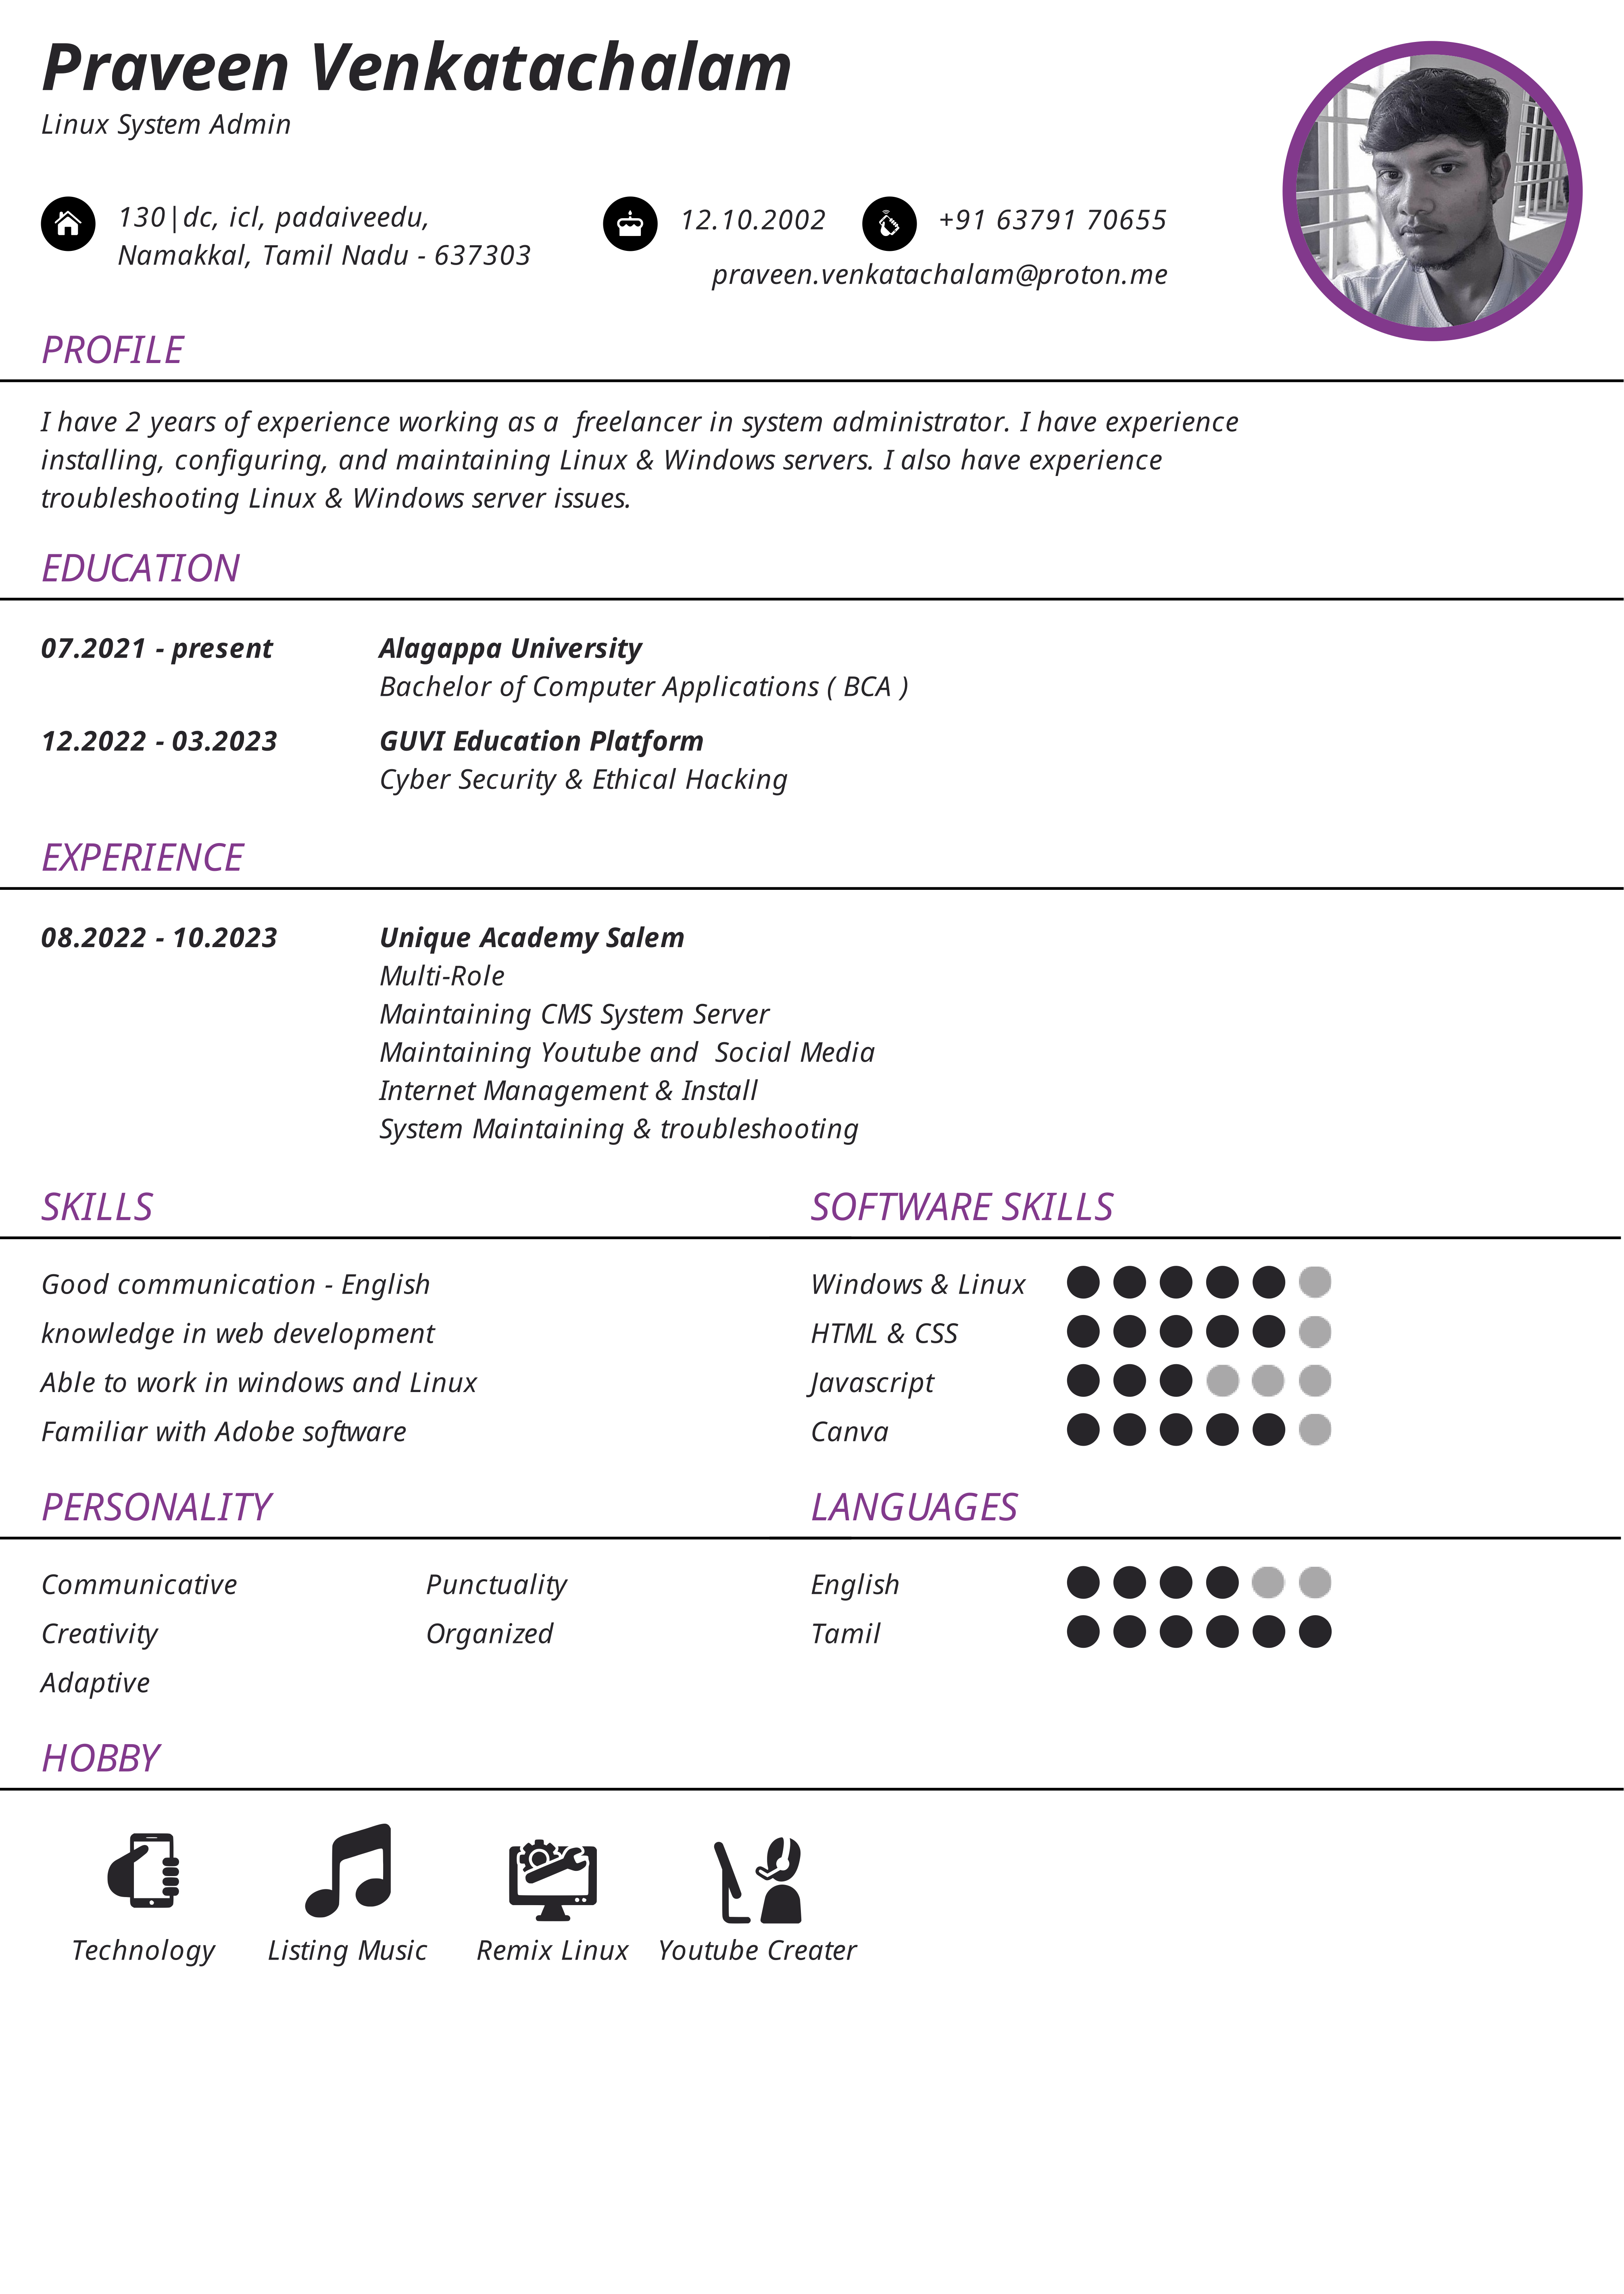 Praveen Venkatachalam
Linux System Admin
130|dc, icl, padaiveedu,
Namakkal, Tamil Nadu - 637303
12.10.2002
+91 63791 70655
praveen.venkatachalam@proton.me
PROFILE
I have 2 years of experience working as a  freelancer in system administrator. I have experience
installing, configuring, and maintaining Linux & Windows servers. I also have experience
troubleshooting Linux & Windows server issues.
EDUCATION
07.2021 - present
Alagappa University
Bachelor of Computer Applications ( BCA )
12.2022 - 03.2023
GUVI Education Platform
Cyber Security & Ethical Hacking
EXPERIENCE
08.2022 - 10.2023
Unique Academy Salem
Multi-Role
Maintaining CMS System Server
Maintaining Youtube and  Social Media
Internet Management & Install
System Maintaining & troubleshooting
SKILLS
Good communication - English
knowledge in web development
Able to work in windows and Linux
Familiar with Adobe software
SOFTWARE SKILLS
Windows & Linux
HTML & CSS
Javascript
Canva
PERSONALITY
Communicative
Creativity
Adaptive
Punctuality
Organized
LANGUAGES
English
Tamil
HOBBY
Technology
Listing Music
Remix Linux
Youtube Creater